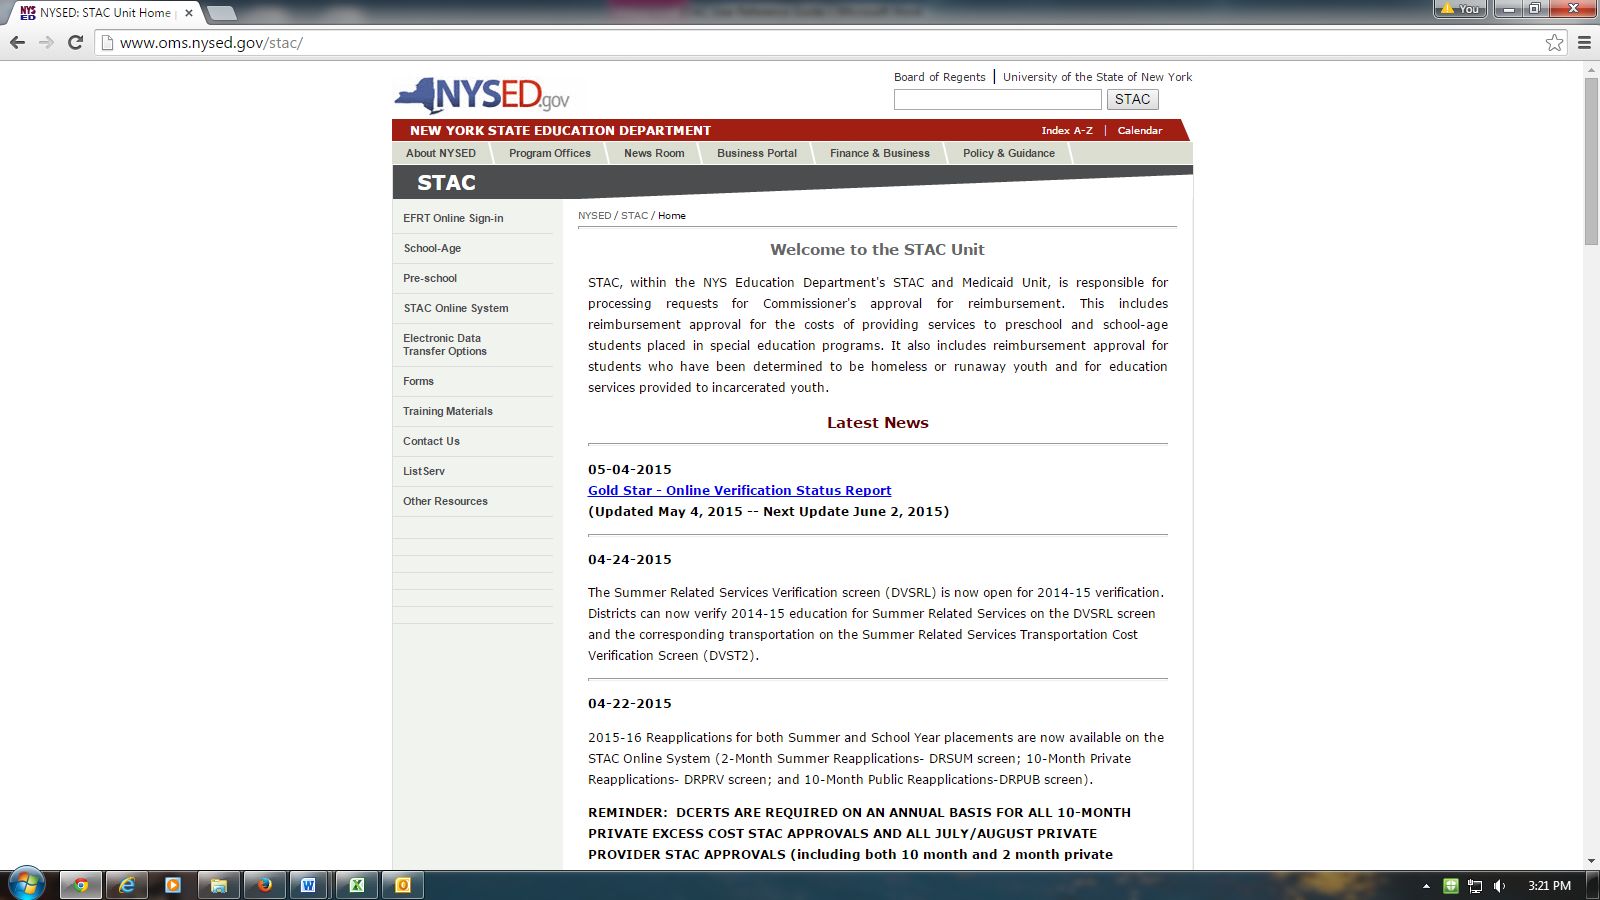 NYSED: STAC Unit Home
You
www.oms.nysed.gov/stac/
NYSED.gov
Board of Regents | University of the State of New York
STAC
NEW YORK STATE EDUCATION DEPARTMENT
Index A-Z | Calendar
About NYSED
Program Offices
News Room
Business Portal
Finance & Business
Policy & Guidance
STAC
EFRT Online Sign-in
School-Age
Pre-school
STAC Online System
Electronic Data
Transfer Options
Forms
Training Materials
Contact Us
ListServ
Other Resources
NYSED / STAC / Home
Welcome to the STAC Unit
STAC, within the NYS Education Department's STAC and Medicaid Unit, is responsible for
processing requests for Commissioner's approval for reimbursement. This includes
reimbursement approval for the costs of providing services to preschool and school-age
students placed in special education programs. It also includes reimbursement approval for
students who have been determined to be homeless or runaway youth and for education
services provided to incarcerated youth.
Latest News
05-04-2015
Gold Star - Online Verification Status Report
(Updated May 4, 2015 -- Next Update June 2, 2015)
04-24-2015
The Summer Related Services Verification screen (DVSRL) is now open for 2014-15 verification.
Districts can now verify 2014-15 education for Summer Related Services on the DVSRL screen
and the corresponding transportation on the Summer Related Services Transportation Cost
Verification Screen (DVST2).
04-22-2015
2015-16 Reapplications for both Summer and School Year placements are now available on the
STAC Online System (2-Month Summer Reapplications- DRSUM screen; 10-Month Private
Reapplications- DRPRV screen; and 10-Month Public Reapplications-DRPUB screen).
REMINDER:  DCERTS ARE REQUIRED ON AN ANNUAL BASIS FOR ALL 10-MONTH
PRIVATE EXCESS COST STAC APPROVALS AND ALL JULY/AUGUST PRIVATE
PROVIDER STAC APPROVALS (including both 10 month and 2 month private
3:21 PM